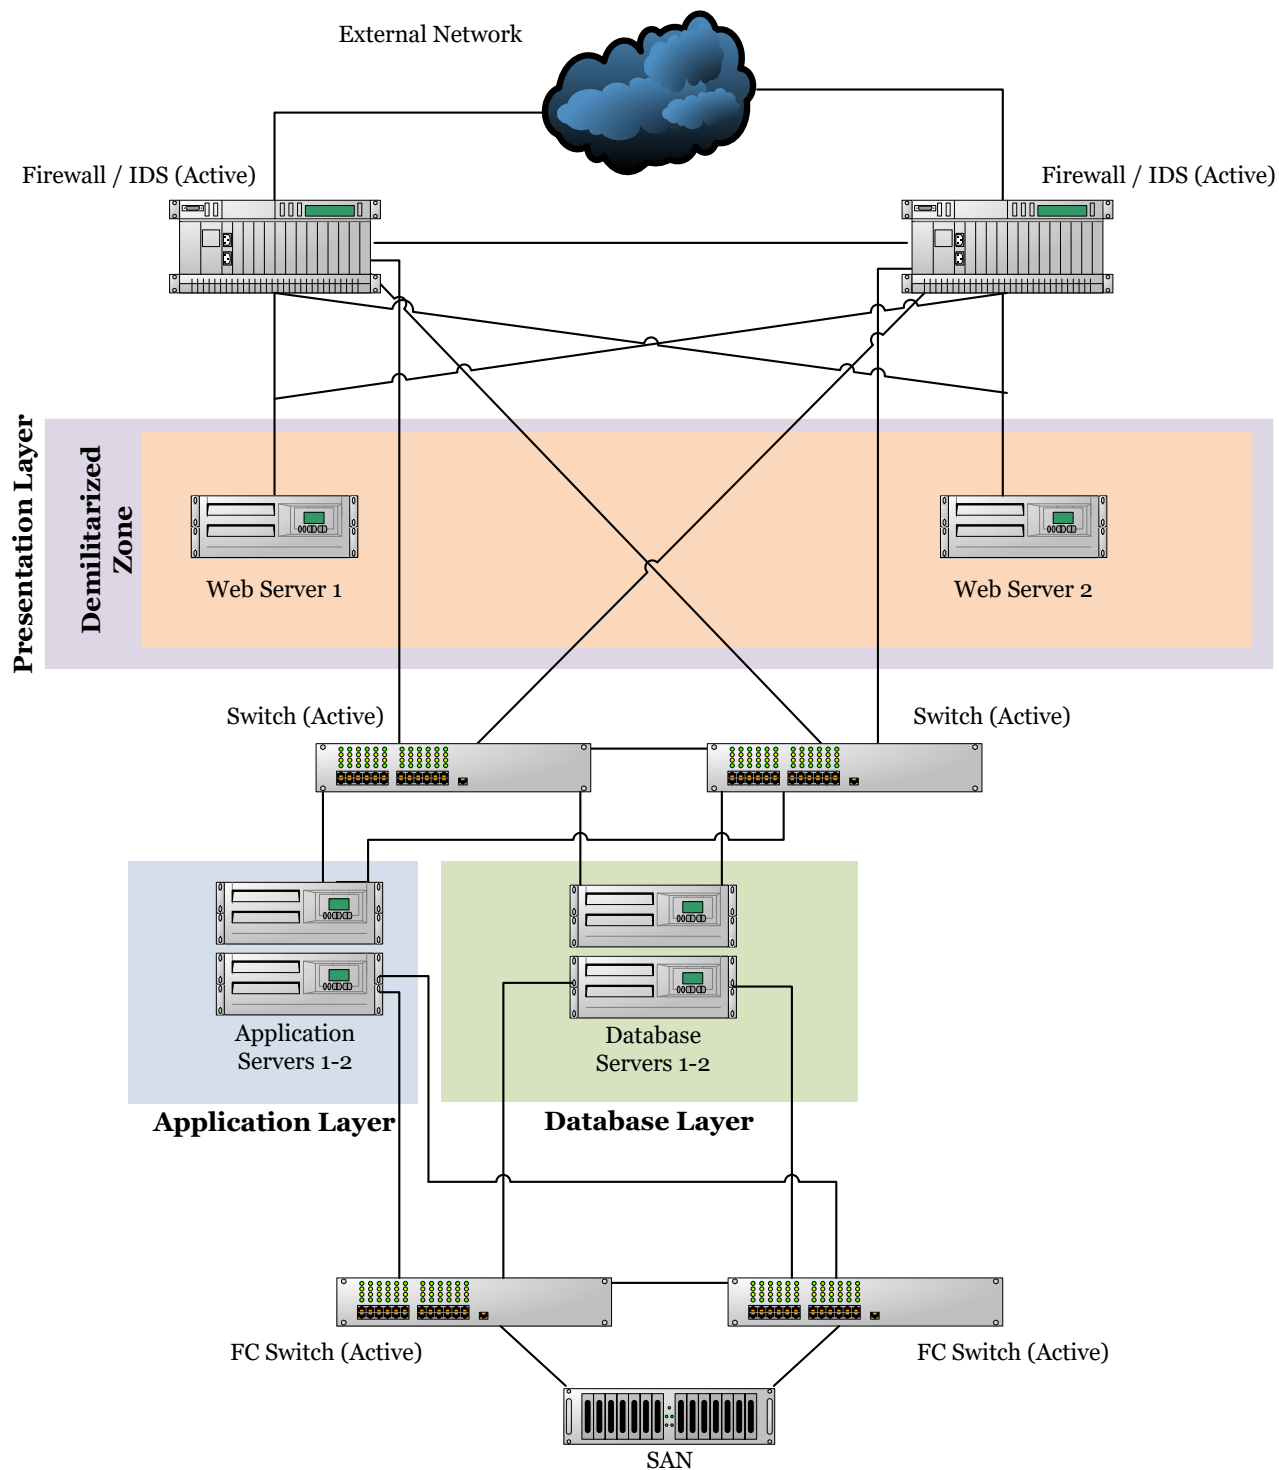 External Network
Firewall / IDS (Active)
Firewall / IDS (Active)
Presentation Layer
Demilitarized
Zone
Web Server 1
Web Server 2
Switch (Active)
Switch (Active)
Application
Servers 1-2
Database
Servers 1-2
Application Layer
Database Layer
FC Switch (Active)
FC Switch (Active)
SAN